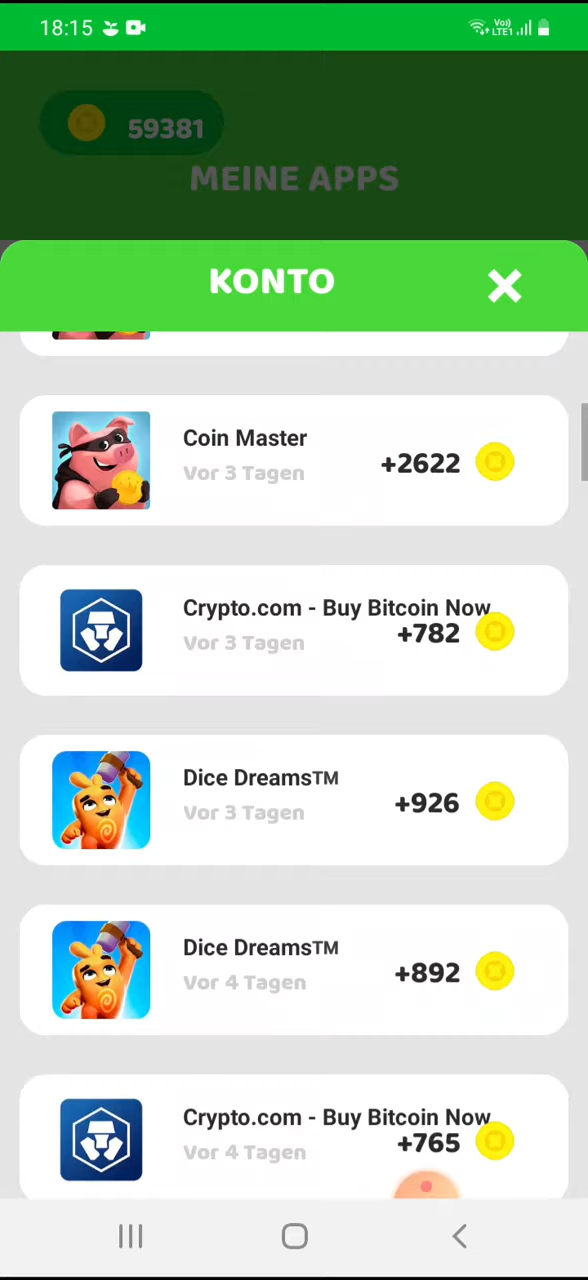 18:15
Vo))
LTE1
59381
MEINE APPS
KONTO
Coin Master
Vor 3 Tagen
+2622
Crypto.com - Buy Bitcoin Now
Vor 3 Tagen
+782
Dice Dreams™
Vor 3 Tagen
+926
Dice Dreams™
Vor 4 Tagen
+892
Crypto.com - Buy Bitcoin Now
Vor 4 Tagen
+765